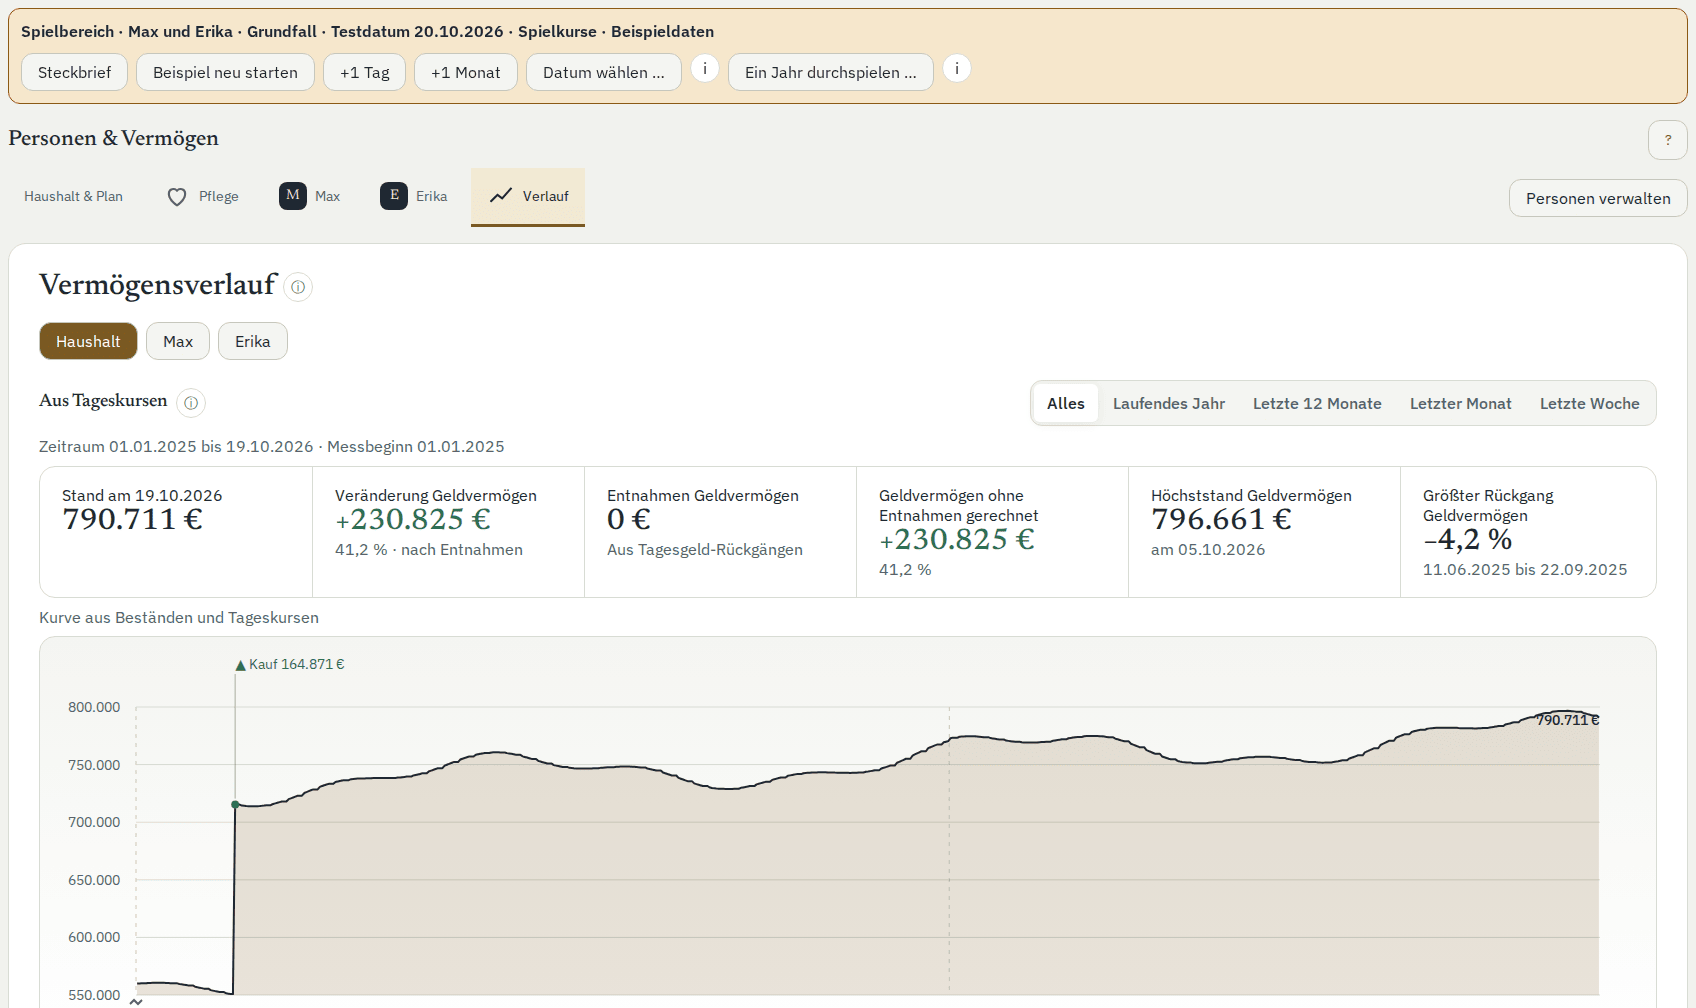 Spielbereich · Max und Erika · Grundfall · Testdatum 20.10.2026 · Spielkurse · Beispieldaten
Steckbrief
Beispiel neu starten
+1 Tag
+1 Monat
Datum wählen ...
i
Ein Jahr durchspielen ...
i
Personen & Vermögen
?
Haushalt & Plan
Pflege
M
Max
E
Erika
Verlauf
Personen verwalten
Vermögensverlauf
Haushalt
Max
Erika
Aus Tageskursen
Alles
Laufendes Jahr
Letzte 12 Monate
Letzter Monat
Letzte Woche
Zeitraum 01.01.2025 bis 19.10.2026 · Messbeginn 01.01.2025
Stand am 19.10.2026
790.711 €
Veränderung Geldvermögen
+230.825 €
41,2 % · nach Entnahmen
Entnahmen Geldvermögen
0 €
Aus Tagesgeld-Rückgängen
Geldvermögen ohne
Entnahmen gerechnet
+230.825 €
41,2 %
Höchststand Geldvermögen
796.661 €
am 05.10.2026
Größter Rückgang
Geldvermögen
−4,2 %
11.06.2025 bis 22.09.2025
Kurve aus Beständen und Tageskursen
▲ Kauf 164.871 €
800.000
790.711 €
750.000
700.000
650.000
600.000
550.000